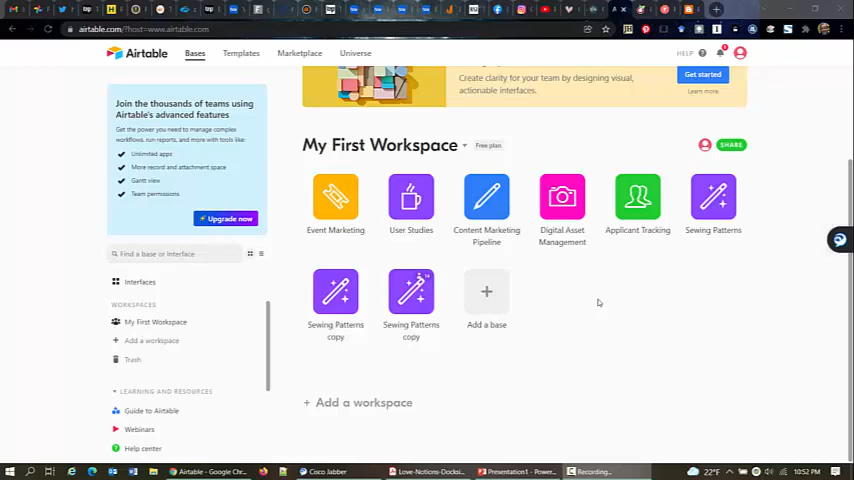 airtable.com/?host=www.airtable.com
Airtable
Bases
Templates
Marketplace
Universe
HELP
Join the thousands of teams using
Airtable's advanced features
Get the power you need to manage complex
workflows, run reports, and more with tools like:
Unlimited apps
More record and attachment space
Gantt view
Team permissions
Upgrade now
Find a base or Interface
Interfaces
WORKSPACES
My First Workspace
Add a workspace
Trash
LEARNING AND RESOURCES
Guide to Airtable
Webinars
Help center
Create clarity for your team by designing visual,
actionable interfaces.
Get started
Learn more.
My First Workspace
Free plan
SHARE
Event Marketing
User Studies
Content Marketing
Pipeline
Digital Asset
Management
Applicant Tracking
Sewing Patterns
Sewing Patterns
copy
Sewing Patterns
copy
Add a base
+ Add a workspace
Airtable - Google Chr...
Cisco Jabber
Love-Notions-Docksi...
Presentation1 - Power...
Recording...
22°F
10:52 PM